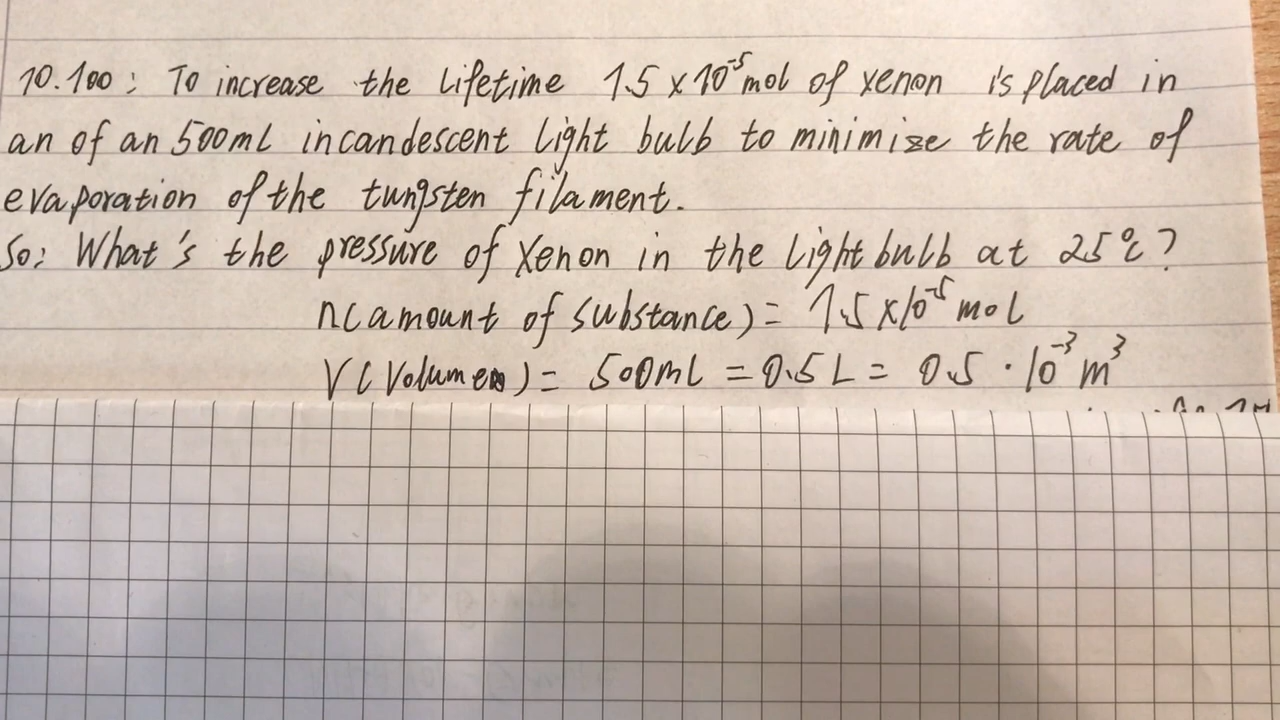 10.100: To increase the Lifetime 1.5 x 10⁻⁵ mol of xenon is placed in
an of an 500ml incandescent light bulb to minimize the rate of
evaporation of the tungsten filament.
So: What's the pressure of Xenon in the light bulb at 25°C?
n(amount of substance) = 1.5 x 10⁻⁵ mol
V(Volume) = 500ml = 0.5 L = 0.5 · 10⁻³ m³